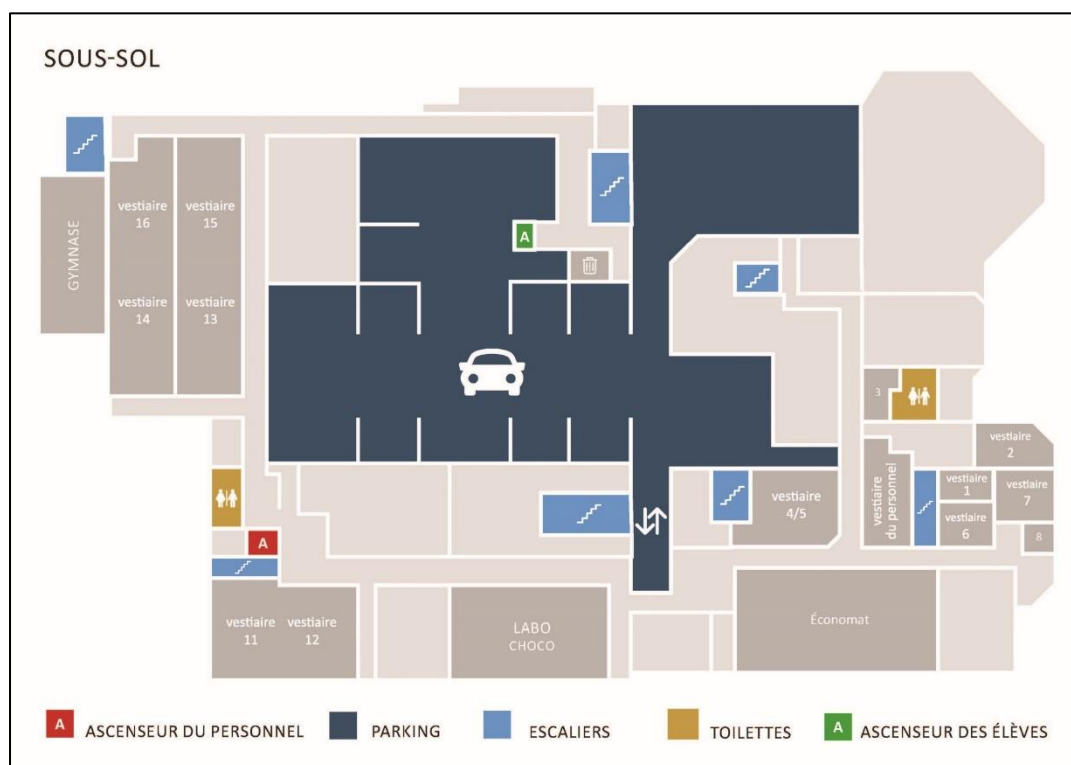 SOUS-SOL
GYMNASE
vestiaire
16
vestiaire
15
vestiaire
14
vestiaire
13
A
3
vestiaire
2
vestiaire
1
vestiaire
7
vestiaire
du personnel
vestiaire
6
8
vestiaire
4/5
A
vestiaire
11
vestiaire
12
LABO
CHOCO
Économat
A ASCENSEUR DU PERSONNEL
PARKING
ESCALIERS
TOILETTES
A ASCENSEUR DES ÉLÈVES